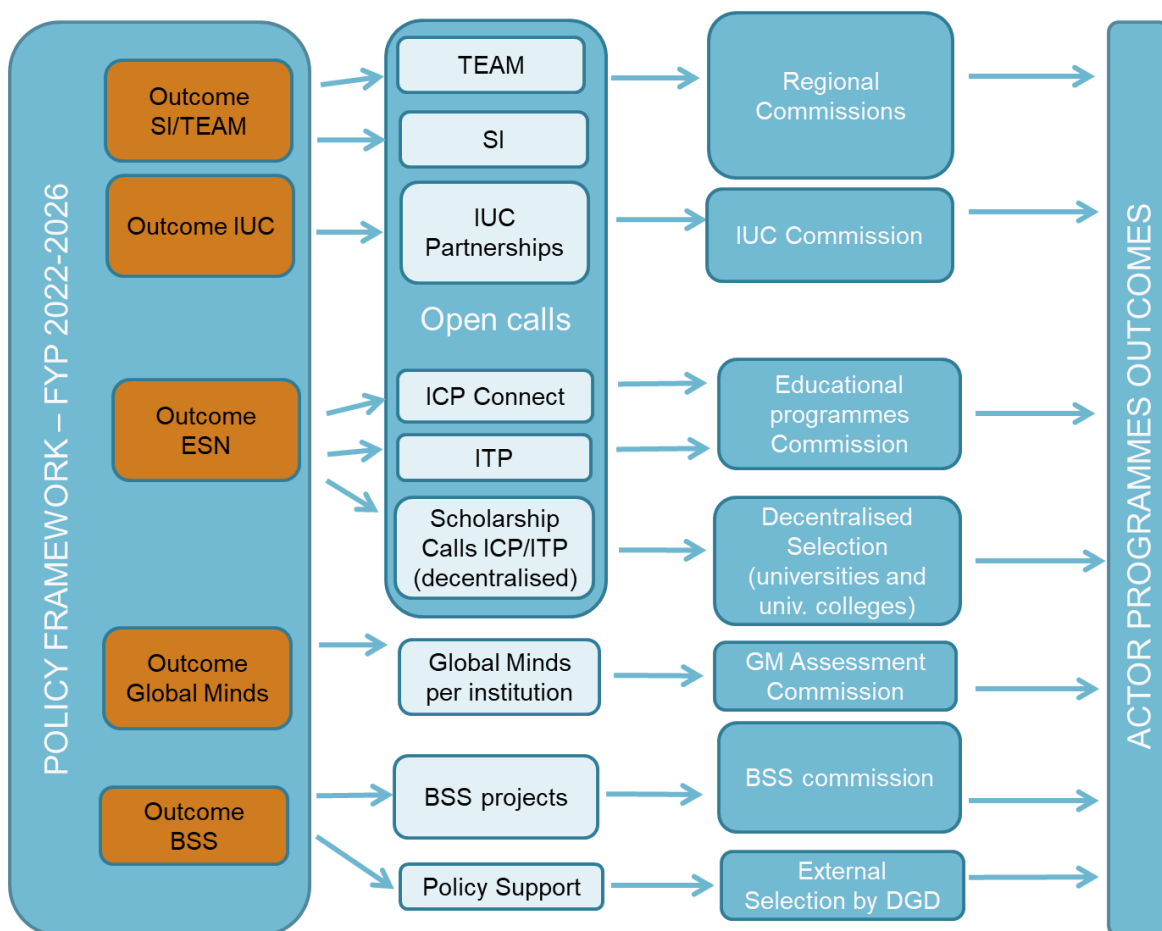 POLICY FRAMEWORK – FYP 2022-2026
Outcome
SI/TEAM
Outcome IUC
Outcome
ESN
Outcome
Global Minds
Outcome
BSS
TEAM
SI
IUC
Partnerships
Open calls
ICP Connect
ITP
Scholarship
Calls ICP/ITP
(decentralised)
Global Minds
per institution
BSS projects
Policy Support
Regional
Commissions
IUC Commission
Educational
programmes
Commission
Decentralised
Selection
(universities and
univ. colleges)
GM Assessment
Commission
BSS commission
External
Selection by DGD
ACTOR PROGRAMMES OUTCOMES